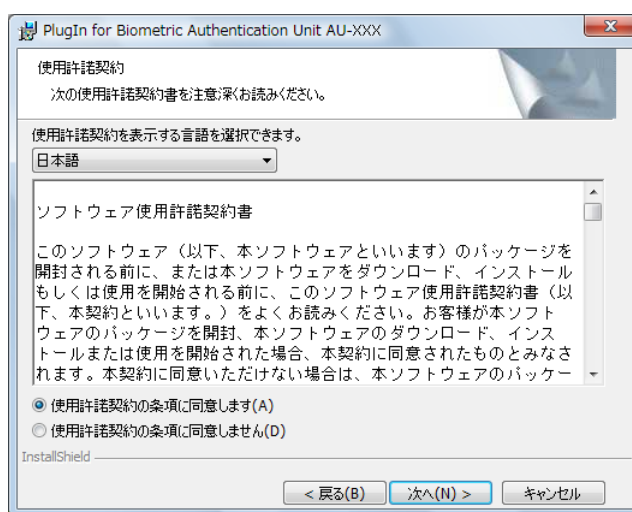 PlugIn for Biometric Authentication Unit AU-XXX
使用許諾契約
次の使用許諾契約書を注意深くお読みください。
使用許諾契約を表示する言語を選択できます。
日本語
ソフトウェア使用許諾契約書
このソフトウェア（以下、本ソフトウェアといいます）のパッケージを
開封される前に、または本ソフトウェアをダウンロード、インストール
もしくは使用を開始される前に、このソフトウェア使用許諾契約書（以
下、本契約といいます。）をよくお読みください。お客様が本ソフト
ウェアのパッケージを開封、本ソフトウェアのダウンロード、インス
トールまたは使用を開始された場合、本契約に同意されたものとみなさ
れます。本契約に同意いただけない場合は、本ソフトウェアのパッケー
使用許諾契約の条項に同意します(A)
使用許諾契約の条項に同意しません(D)
InstallShield
< 戻る(B) 次へ(N) > キャンセル